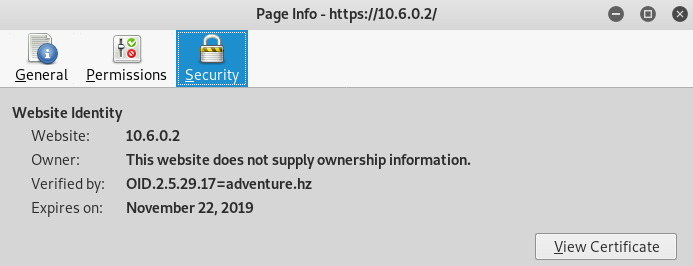 Page Info - https://10.6.0.2/
General Permissions Security
Website Identity
Website: 10.6.0.2
Owner: This website does not supply ownership information.
Verified by: OID.2.5.29.17=adventure.hz
Expires on: November 22, 2019
View Certificate